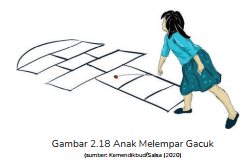 Gambar 2.18 Anak Melempar Gacuk
(sumber: Kemendikbud/Salsa (2020)